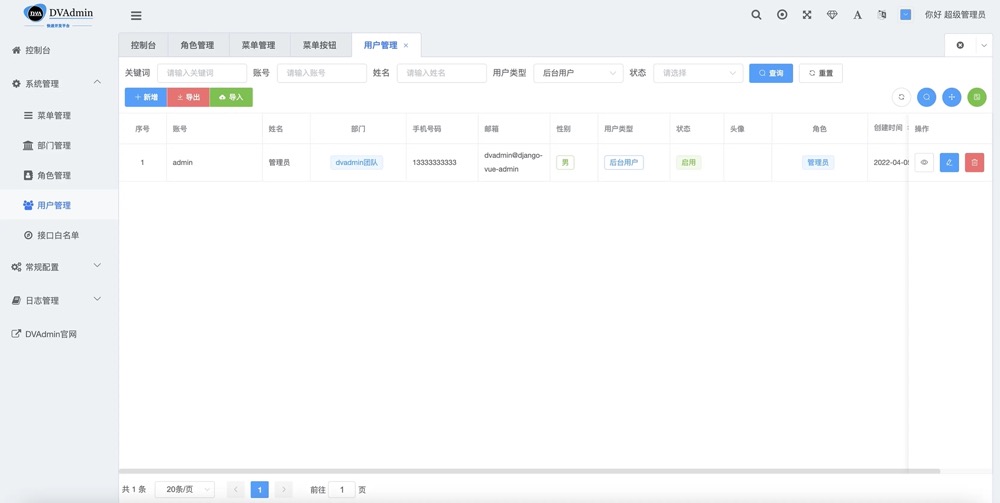 DVA DVAdmin
快速开发平台
你好 超级管理员
控制台
系统管理
菜单管理
部门管理
角色管理
用户管理
接口白名单
常规配置
日志管理
DVAdmin官网
控制台 角色管理 菜单管理 菜单按钮 用户管理
关键词 请输入关键词 账号 请输入账号 姓名 请输入姓名 用户类型 后台用户 状态 请选择 查询 重置
新增 导出 导入
序号 账号 姓名 部门 手机号码 邮箱 性别 用户类型 状态 头像 角色 创建时间 操作
1 admin 管理员 dvadmin团队 13333333333 dvadmin@django-
vue-admin 男 后台用户 启用 管理员 2022-04-05
共 1 条 20条/页 1 前往 1 页